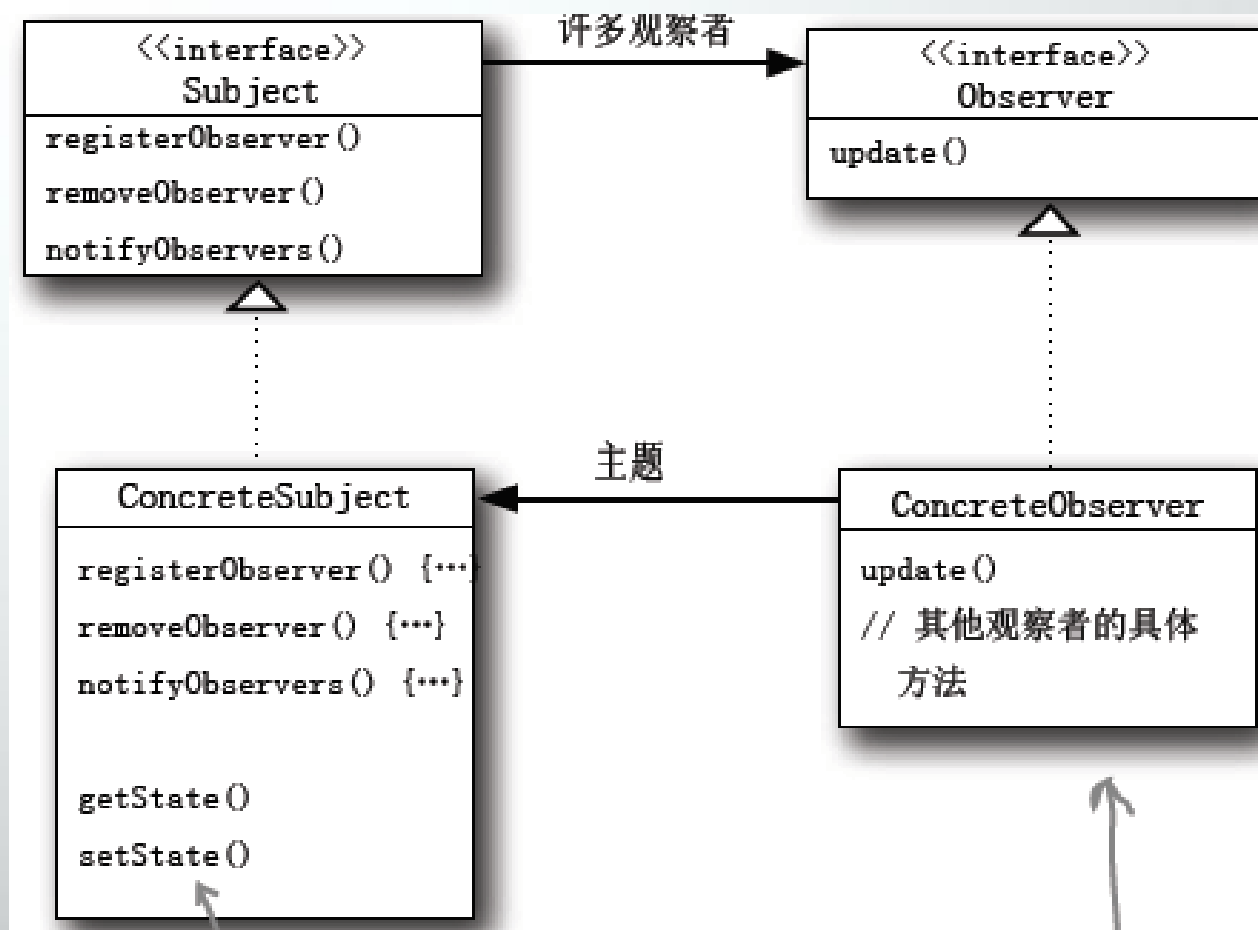 <<interface>>
Subject
registerObserver()
removeObserver()
notifyObservers()
许多观察者
<<interface>>
Observer
update()
ConcreteSubject
registerObserver() {…}
removeObserver() {…}
notifyObservers() {…}
getState()
setState()
主题
ConcreteObserver
update()
// 其他观察者的具体
方法